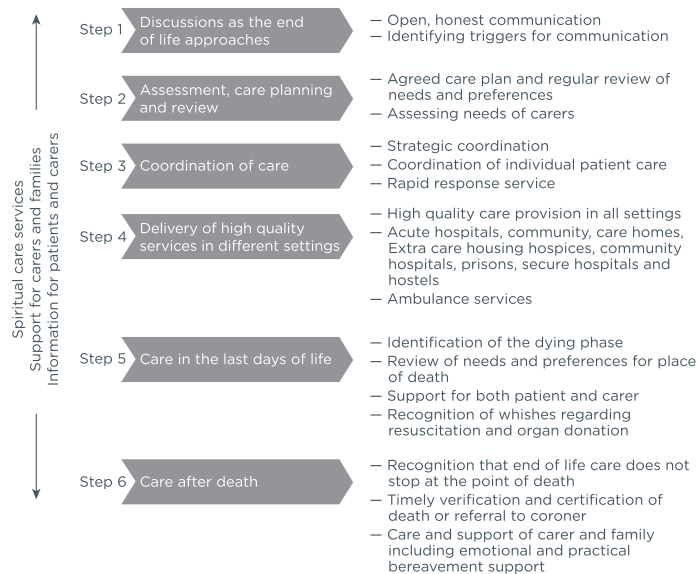 Spiritual care services
Support for carers and families
Information for patients and carers
Step 1
Discussions as the end
of life approaches
— Open, honest communication
— Identifying triggers for communication
Step 2
Assessment, care planning
and review
— Agreed care plan and regular review of
needs and preferences
— Assessing needs of carers
Step 3
Coordination of care
— Strategic coordination
— Coordination of individual patient care
— Rapid response service
Step 4
Delivery of high quality
services in different settings
— High quality care provision in all settings
— Acute hospitals, community, care homes,
Extra care housing hospices, community
hospitals, prisons, secure hospitals and
hostels
— Ambulance services
Step 5
Care in the last days of life
— Identification of the dying phase
— Review of needs and preferences for place
of death
— Support for both patient and carer
— Recognition of whishes regarding
resuscitation and organ donation
Step 6
Care after death
— Recognition that end of life care does not
stop at the point of death
— Timely verification and certification of
death or referral to coroner
— Care and support of carer and family
including emotional and practical
bereavement support